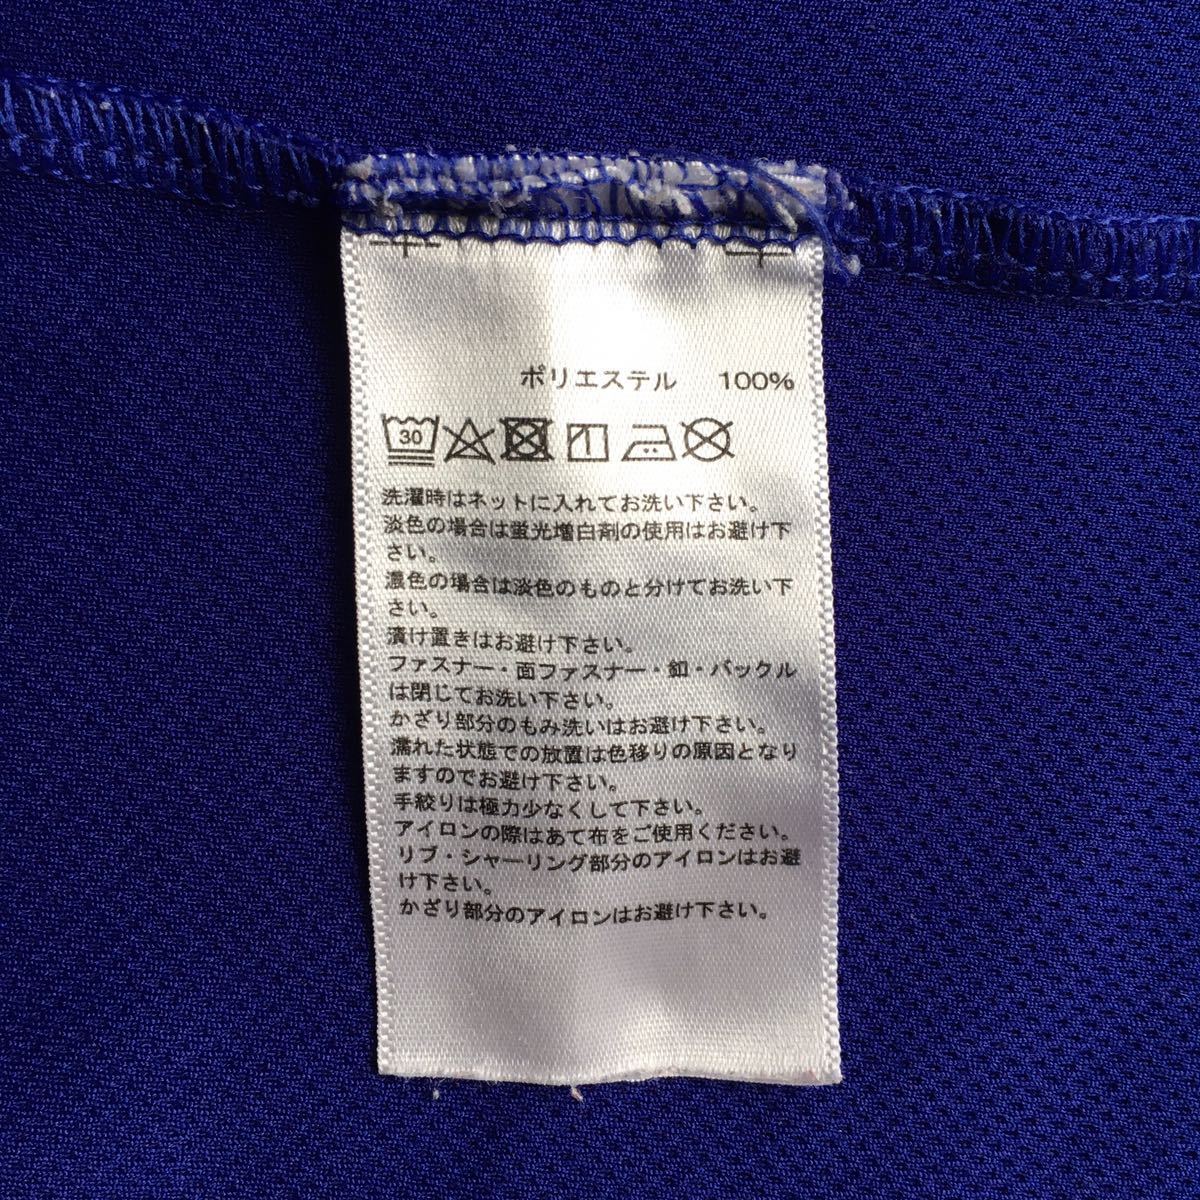 ポリエステル 100%
30
洗濯時はネットに入れてお洗い下さい。
淡色の場合は蛍光増白剤の使用はお避け下
さい。
濃色の場合は淡色のものと分けてお洗い下
さい。
漬け置きはお避け下さい。
ファスナー・面ファスナー・釦・バックル
は閉じてお洗い下さい。
かざり部分のもみ洗いはお避け下さい。
濡れた状態での放置は色移りの原因となり
ますのでお避け下さい。
手絞りは極力少なくして下さい。
アイロンの際はあて布をご使用ください。
リブ・シャーリング部分のアイロンはお避
け下さい。
かざり部分のアイロンはお避け下さい。